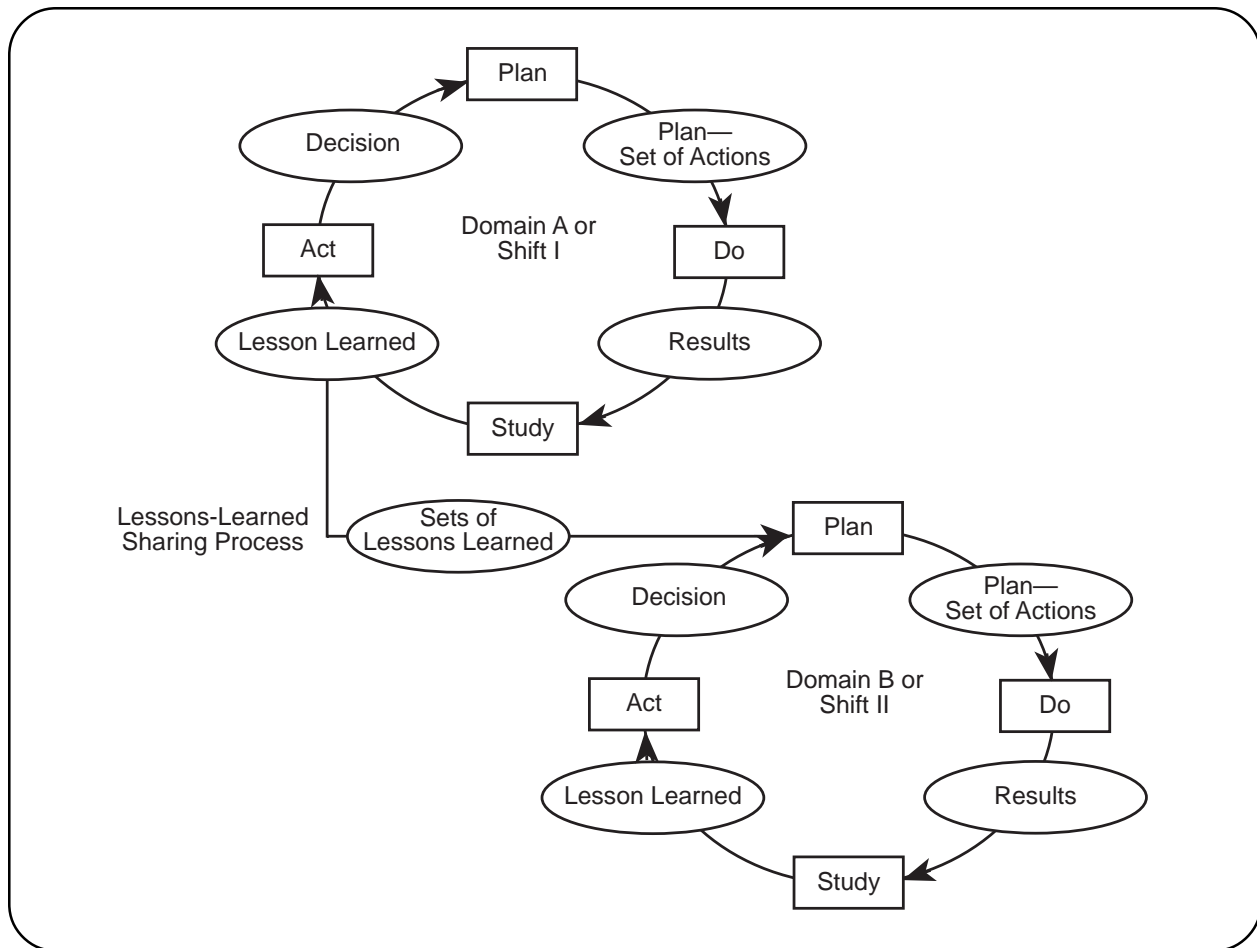 Plan
Decision
Plan—
Set of Actions
Domain A or
Shift I
Act
Do
Lesson Learned
Results
Study
Lessons-Learned
Sharing Process
Sets of
Lessons Learned
Plan
Decision
Plan—
Set of Actions
Domain B or
Shift II
Act
Do
Lesson Learned
Results
Study